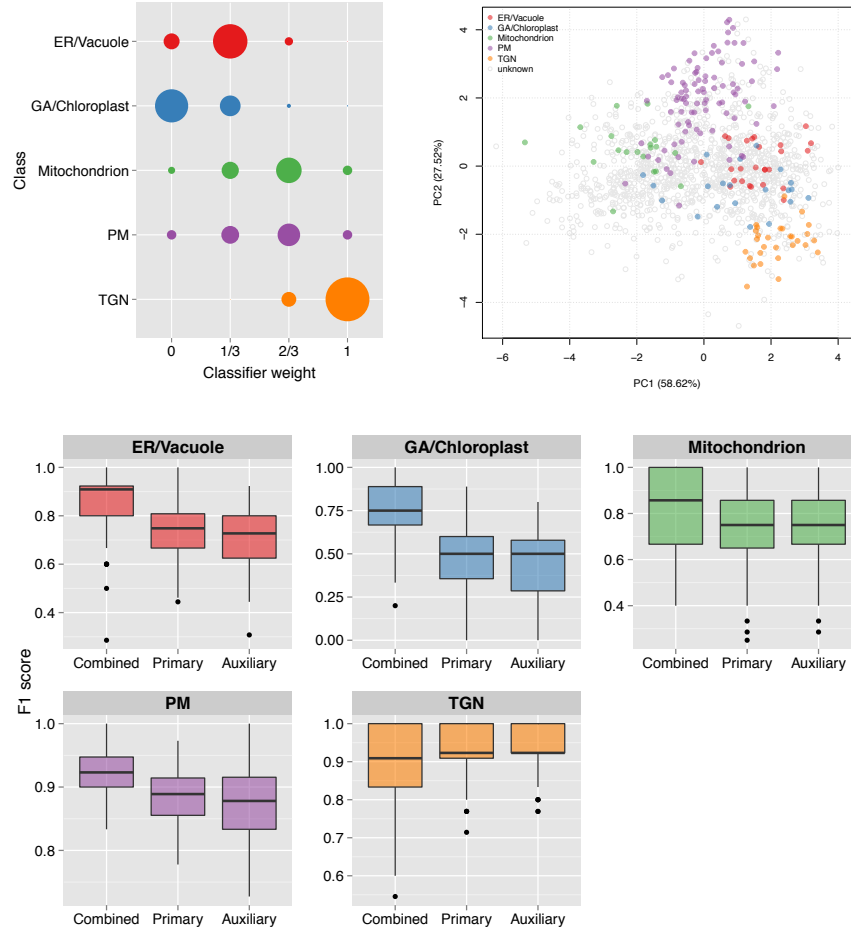 ER/Vacuole
GA/Chloroplast
Mitochondrion
PM
TGN
Class
0 1/3 2/3 1
Classifier weight
ER/Vacuole
GA/Chloroplast
Mitochondrion
PM
TGN
unknown
4
2
0
−2
−4
PC2 (27.52%)
−6 −4 −2 0 2 4
PC1 (58.62%)
ER/Vacuole
1.0
0.8
0.6
0.4
Combined Primary Auxiliary
GA/Chloroplast
1.00
0.75
0.50
0.25
0.00
Combined Primary Auxiliary
Mitochondrion
1.0
0.8
0.6
0.4
Combined Primary Auxiliary
F1 score
PM
1.0
0.9
0.8
Combined Primary Auxiliary
TGN
1.0
0.9
0.8
0.7
0.6
Combined Primary Auxiliary